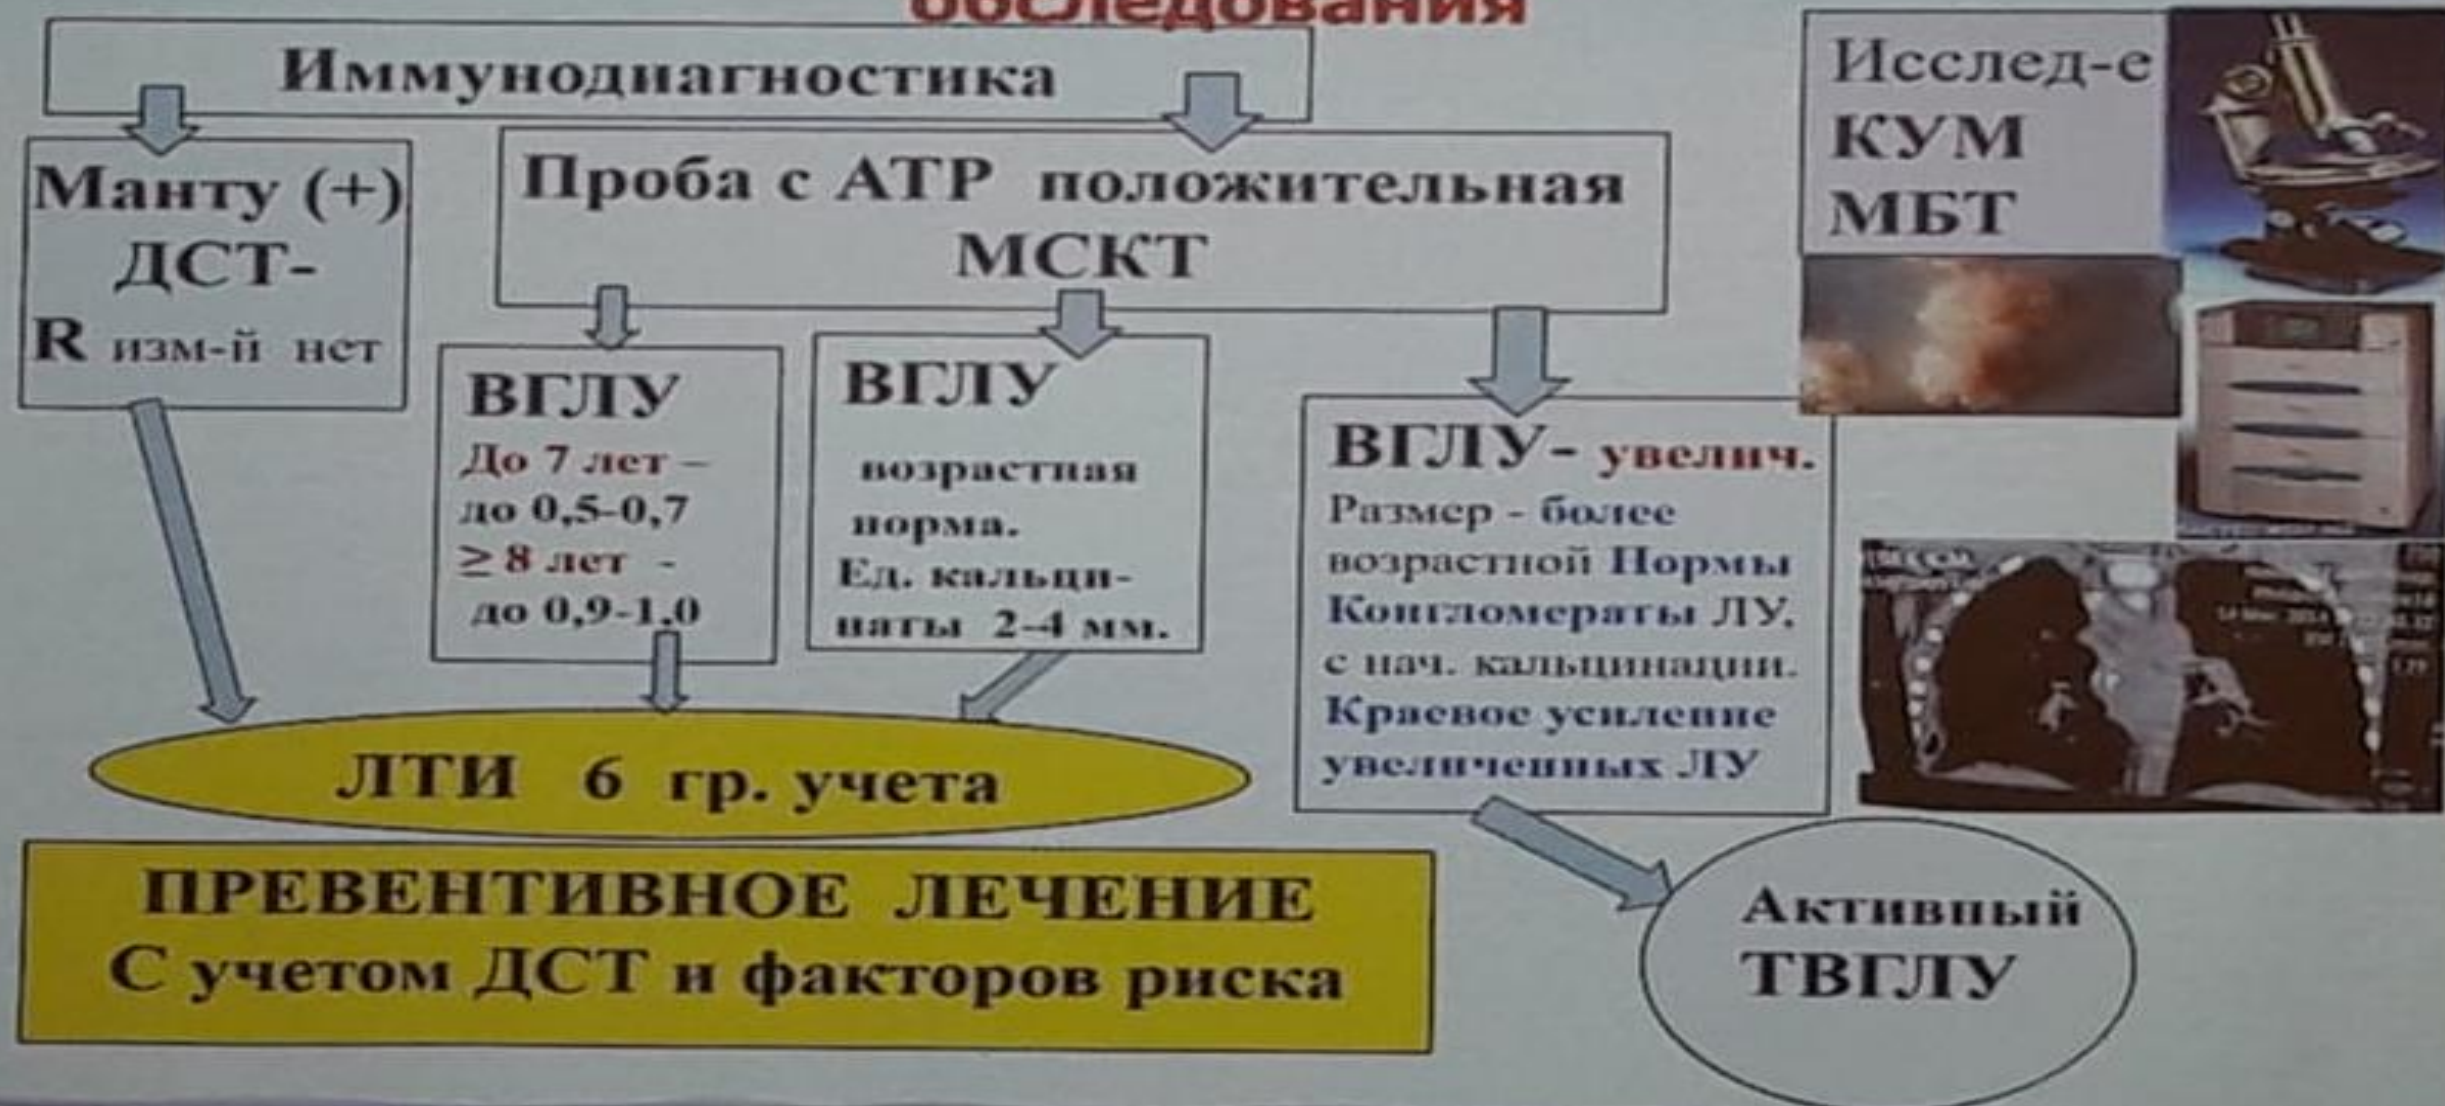 обследования
Иммунодиагностика
Манту (+)
ДСТ-
R изм-й нет
Проба с АТР положительная
МСКТ
ВГЛУ
До 7 лет –
до 0,5-0,7
≥ 8 лет -
до 0,9-1,0
ВГЛУ
возрастная
норма.
Ед. кальци-
наты 2-4 мм.
ВГЛУ- увелич.
Размер - более
возрастной Нормы
Конгломераты ЛУ,
с нач. кальцинации.
Краевое усиление
увеличенных ЛУ
Исслед-е
КУМ
МБТ
ЛТИ 6 гр. учета
ПРЕВЕНТИВНОЕ ЛЕЧЕНИЕ
С учетом ДСТ и факторов риска
Активный
ТВГЛУ